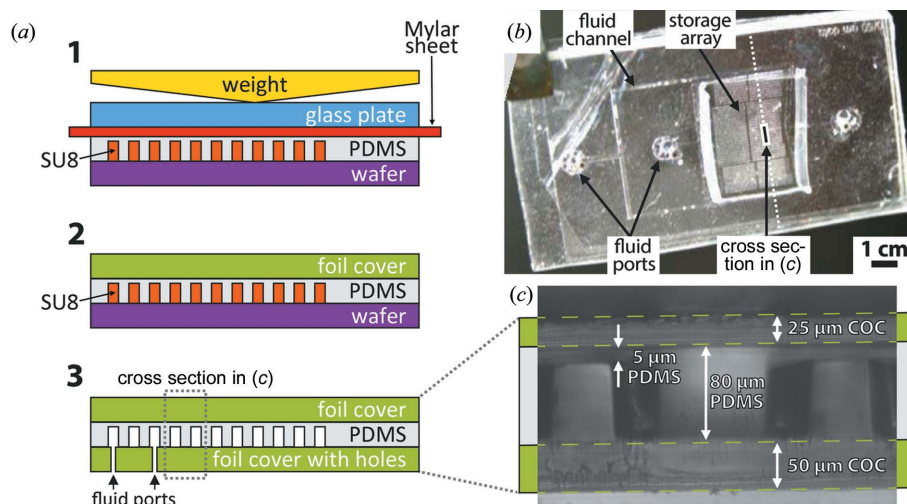 (a)
1
Mylar
sheet
weight
glass plate
SU8
PDMS
wafer
2
foil cover
SU8
PDMS
wafer
3
cross section in (c)
foil cover
PDMS
foil cover with holes
fluid ports
(b)
fluid
channel
storage
array
fluid
ports
cross sec-
tion in (c)
1 cm
(c)
25 µm COC
5 µm
PDMS
80 µm
PDMS
50 µm COC